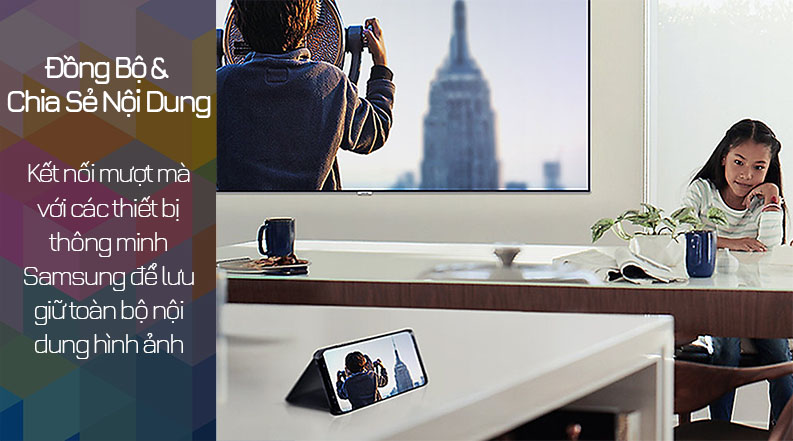 Đồng Bộ &
Chia Sẻ Nội Dung
Kết nối mượt mà
với các thiết bị
thông minh
Samsung để lưu
giữ toàn bộ nội
dung hình ảnh